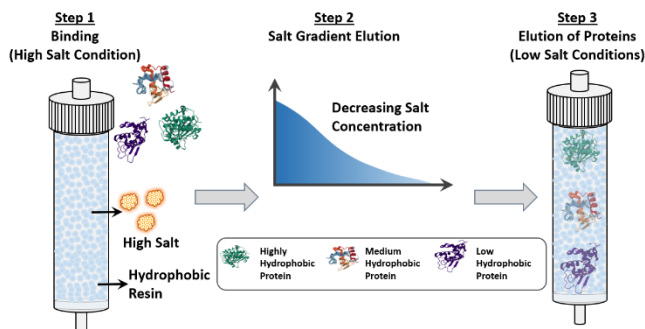 Step 1
Binding
(High Salt Condition)
High Salt
Hydrophobic
Resin
Step 2
Salt Gradient Elution
Decreasing Salt
Concentration
Highly
Hydrophobic
Protein
Medium
Hydrophobic
Protein
Low
Hydrophobic
Protein
Step 3
Elution of Proteins
(Low Salt Conditions)